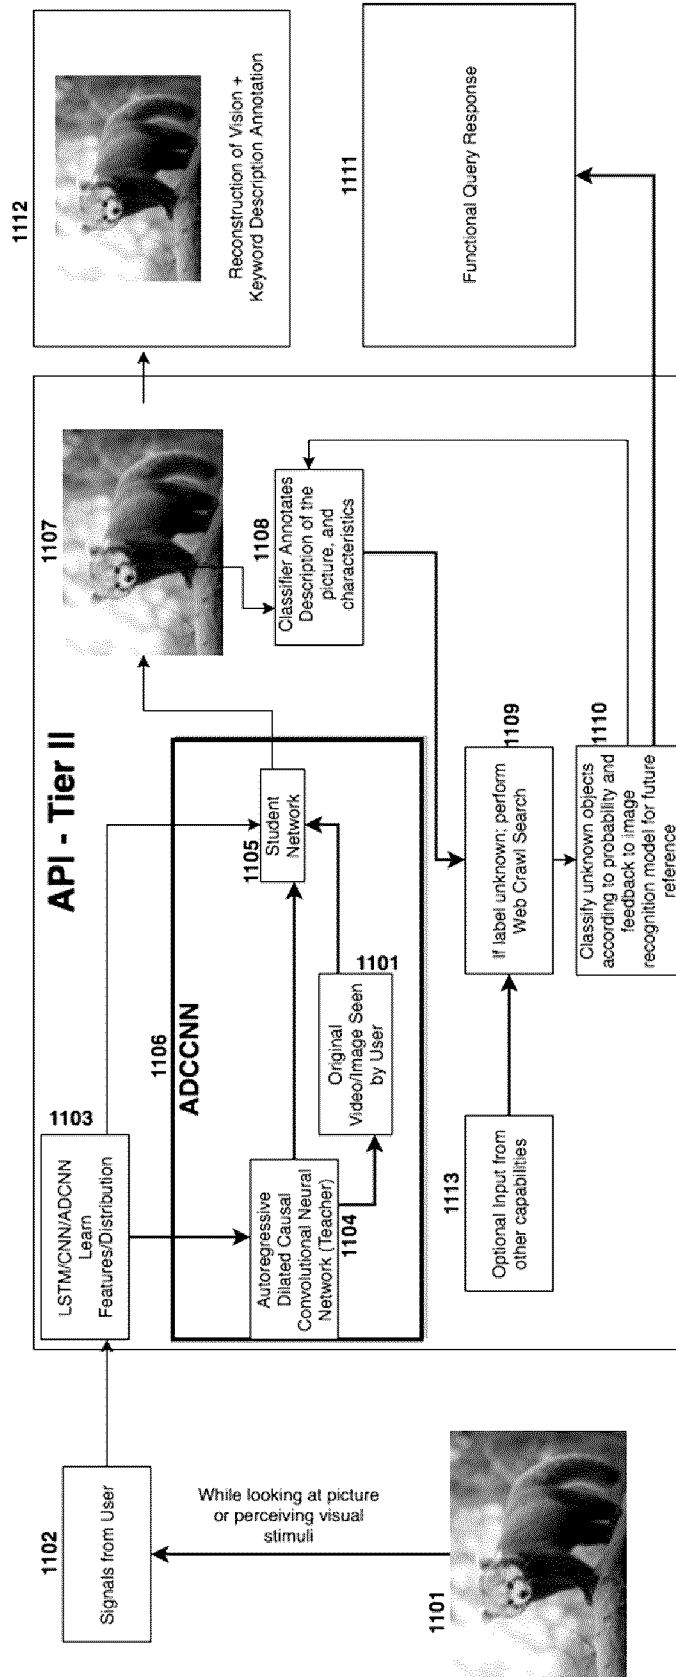 1101
While looking at picture
or perceiving visual
stimuli
1102
Signals from User
API - Tier II
1103
LSTM/CNN/ADCNN
Learn
Features/Distribution
1106
ADCCNN
Autoregressive
Dilated Causal
Convolutional Neural
Network (Teacher)
1104
1101
Original
Video/Image Seen
by User
1105
Student
Network
1107
1108
Classifier Annotates
Description of the
picture, and
characteristics
1113
Optional Input from
other capabilities
1109
If label unknown; perform
Web Crawl Search
1110
Classify unknown objects
according to probability and
feedback to image
recognition model for future
reference
1112
Reconstruction of Vision +
Keyword Description Annotation
1111
Functional Query Response